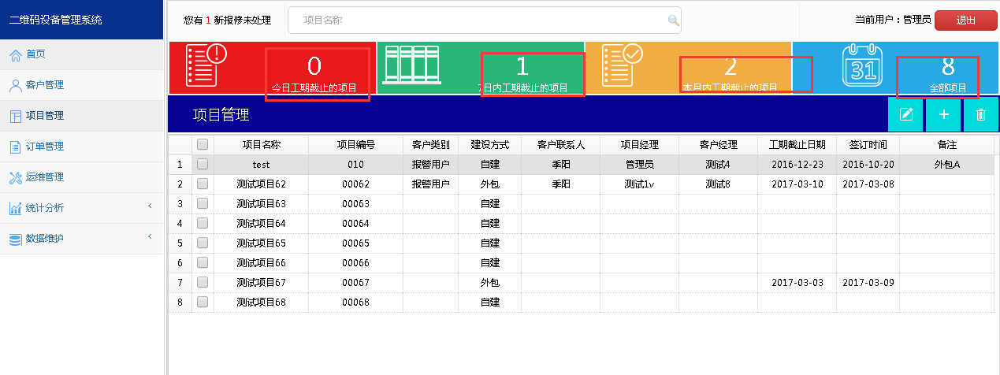 二维码设备管理系统
您有 1 新报修未处理
项目名称
当前用户：管理员
退出
首页
客户管理
项目管理
订单管理
运维管理
统计分析
数据维护
0
今日工期截止的项目
1
7日内工期截止的项目
2
本月内工期截止的项目
31
8
全部项目
项目管理
项目名称 项目编号 客户类别 建设方式 客户联系人 项目经理 客户经理 工期截止日期 签订时间 备注
1 test 010 报警用户 自建 季阳 管理员 测试4 2016-12-23 2016-10-20 外包A
2 测试项目62 00062 报警用户 外包 季阳 测试1v 测试8 2017-03-10 2017-03-08
3 测试项目63 00063 自建
4 测试项目64 00064 自建
5 测试项目65 00065 自建
6 测试项目66 00066 自建
7 测试项目67 00067 外包 2017-03-03 2017-03-09
8 测试项目68 00068 自建